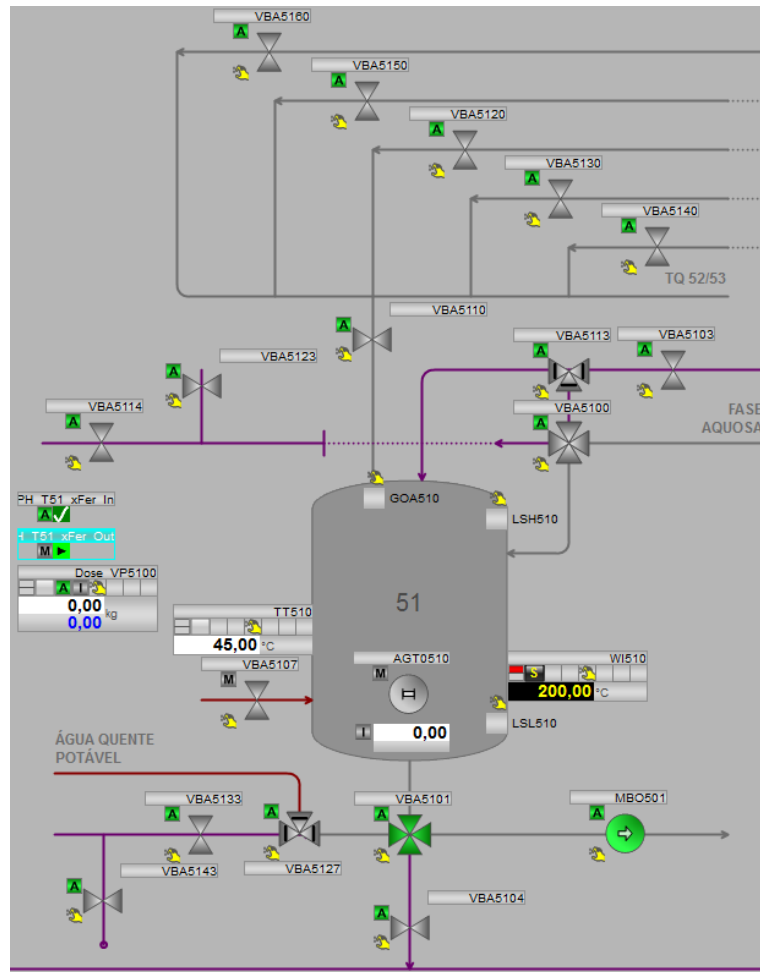 VBA5160
A
VBA5150
A
VBA5120
A
VBA5130
A
VBA5140
A
TQ 52/53
VBA5110
A
VBA5113
A
VBA5103
A
VBA5123
A
VBA5114
A
VBA5100
A
FASE
AQUOSA
GOA510
LSH510
PH_T51_xFer_In
A
H_T51_xFer_Out
M
Dose_VP5100
A I
0,00 kg
0,00
51
TT510
45,00 °C
VBA5107
M
AGT0510
M
I 0,00
WI510
S
200,00 °C
LSL510
ÁGUA QUENTE
POTÁVEL
VBA5133
A
VBA5127
A
VBA5101
A
MBO501
A
VBA5143
A
VBA5104
A